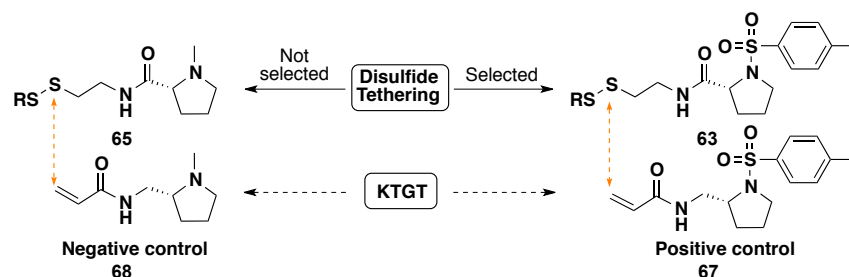 O
N
Not selected
Disulfide Tethering
Selected
O
O
S
N
O
RS
S
N
H
RS
S
N
H
65
63
O
N
N
H
KTGT
O
O
S
N
O
N
H
Negative control
68
Positive control
67